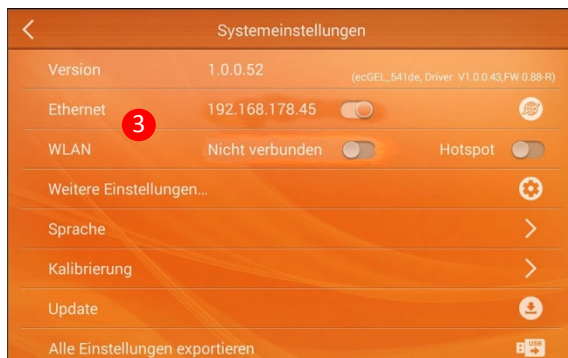 Systemeinstellungen
Version 1.0.0.52 (ecGEL_541de, Driver V1.0.0.43,FW 0.88-R)
Ethernet 192.168.178.45
3
WLAN Nicht verbunden Hotspot
Weitere Einstellungen...
Sprache
Kalibrierung
Update
Alle Einstellungen exportieren USB